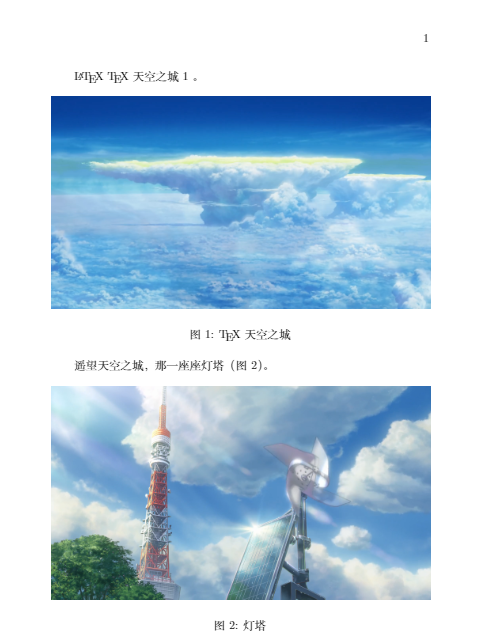 1
LaTeX TeX 天空之城 1 。
图 1: TeX 天空之城
遥望天空之城，那一座座灯塔（图 2）。
图 2: 灯塔